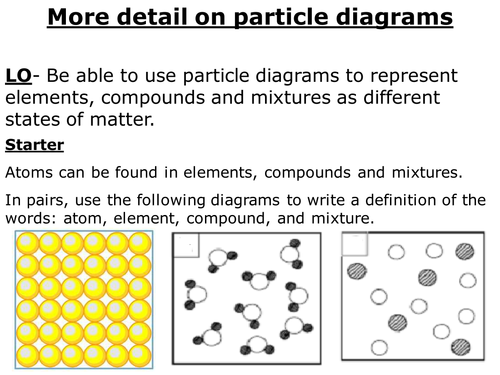 More detail on particle diagrams
LO- Be able to use particle diagrams to represent
elements, compounds and mixtures as different
states of matter.
Starter
Atoms can be found in elements, compounds and mixtures.
In pairs, use the following diagrams to write a definition of the
words: atom, element, compound, and mixture.